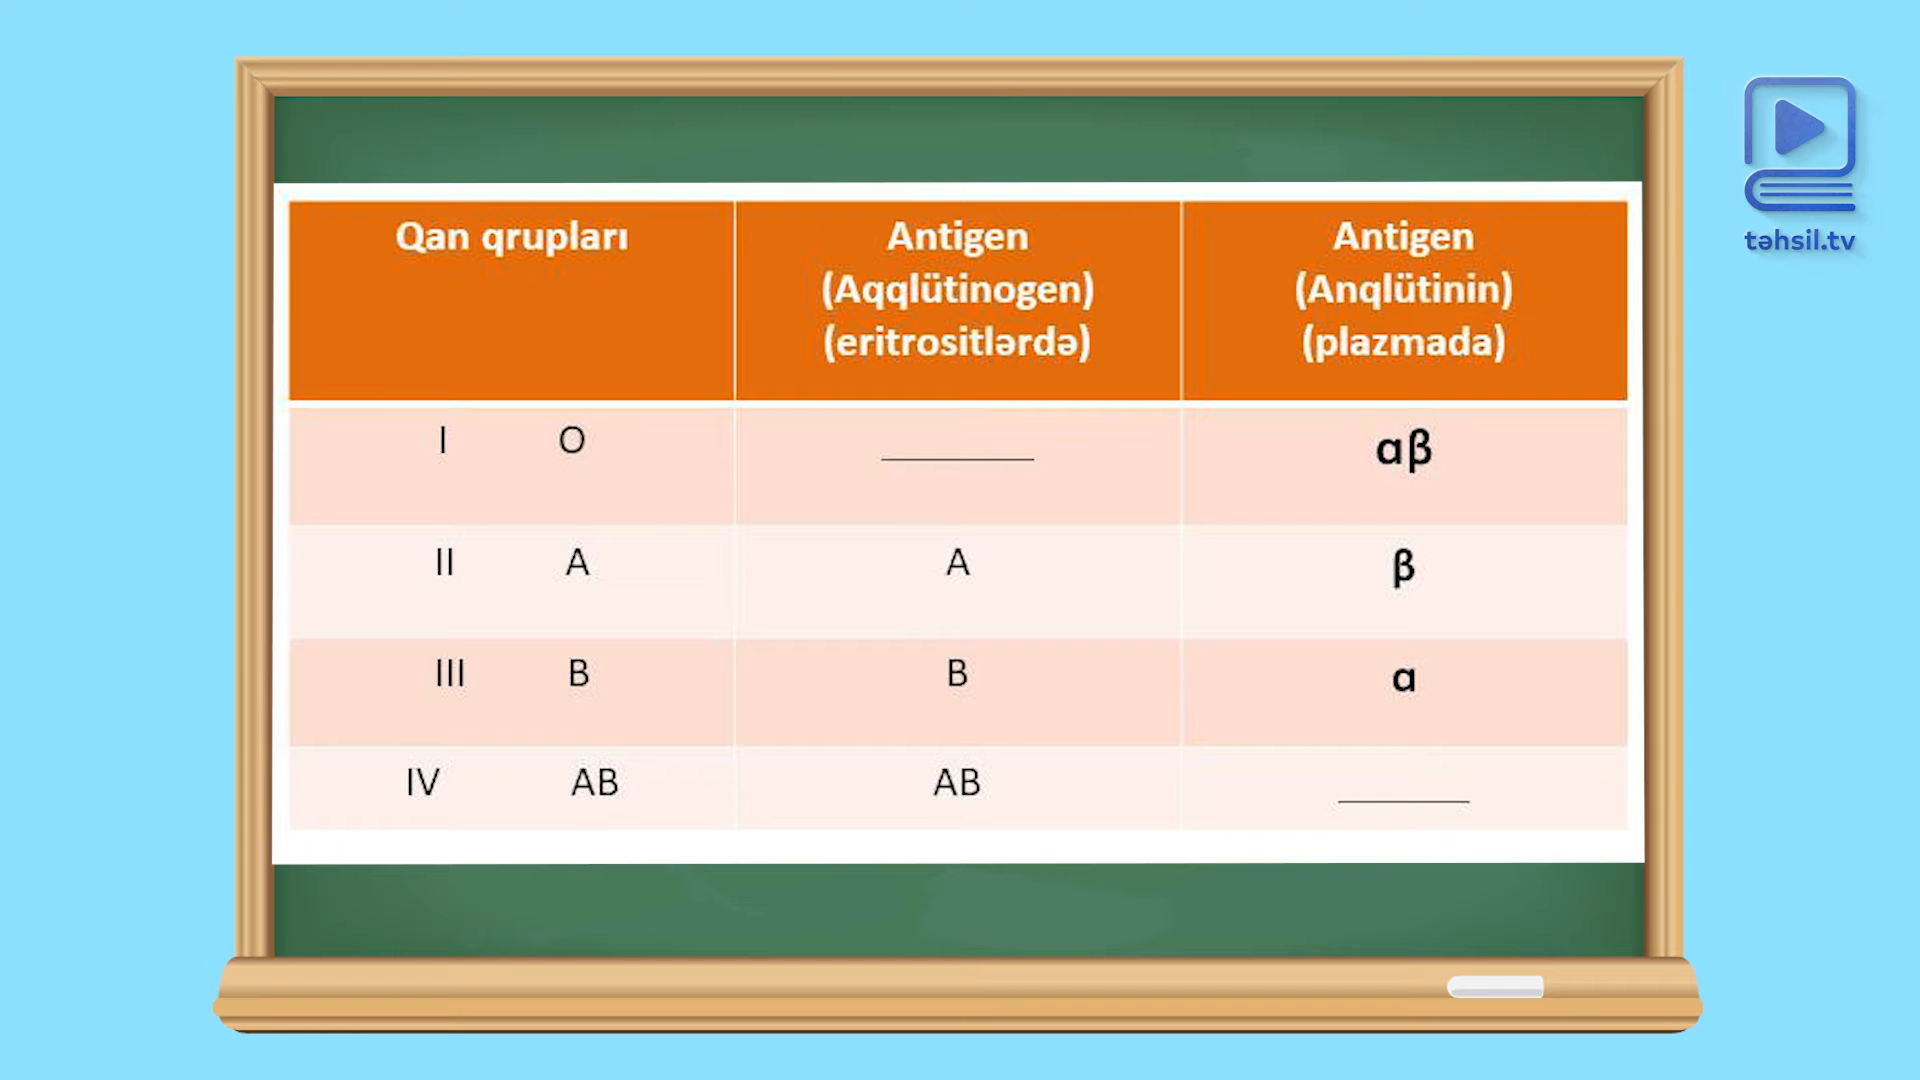 Qan qrupları
Antigen
(Aqqlütinogen)
(eritrositlərdə)
Antigen
(Anqlütinin)
(plazmada)
I O αβ
II A A β
III B B α
IV AB AB
təhsil.tv